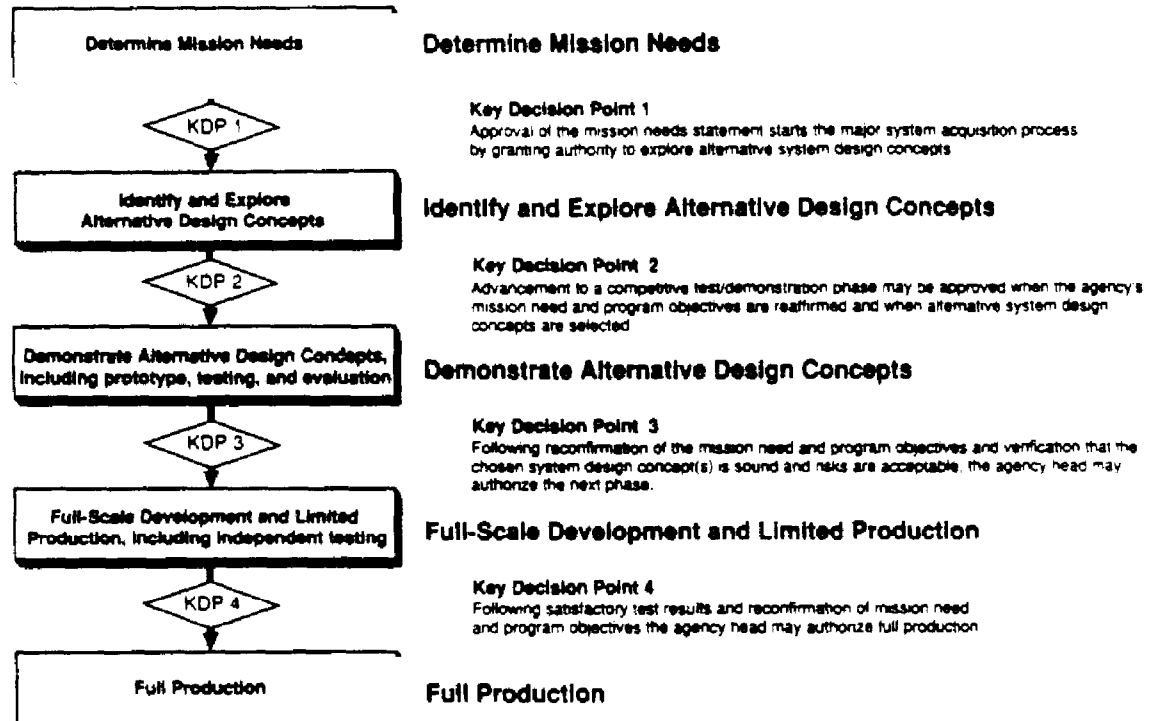 Determine Mission Needs
Determine Mission Needs
KDP 1
Key Decision Point 1
Approval of the mission needs statement starts the major system acquisition process
by granting authority to explore alternative system design concepts
Identify and Explore
Alternative Design Concepts
Identify and Explore Alternative Design Concepts
KDP 2
Key Decision Point 2
Advancement to a competitive test/demonstration phase may be approved when the agency's
mission need and program objectives are reaffirmed and when alternative system design
concepts are selected
Demonstrate Alternative Design Concepts,
including prototype, testing, and evaluation
Demonstrate Alternative Design Concepts
KDP 3
Key Decision Point 3
Following reconfirmation of the mission need and program objectives and verification that the
chosen system design concept(s) is sound and risks are acceptable, the agency head may
authorize the next phase.
Full-Scale Development and Limited
Production, including independent testing
Full-Scale Development and Limited Production
KDP 4
Key Decision Point 4
Following satisfactory test results and reconfirmation of mission need
and program objectives the agency head may authorize full production
Full Production
Full Production